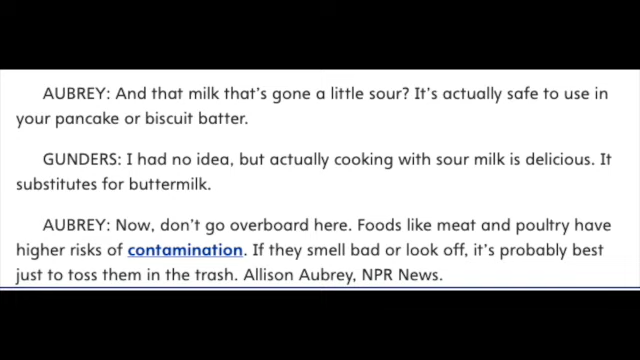 AUBREY: And that milk that's gone a little sour? It's actually safe to use in
your pancake or biscuit batter.
GUNDERS: I had no idea, but actually cooking with sour milk is delicious. It
substitutes for buttermilk.
AUBREY: Now, don't go overboard here. Foods like meat and poultry have
higher risks of contamination. If they smell bad or look off, it's probably best
just to toss them in the trash. Allison Aubrey, NPR News.